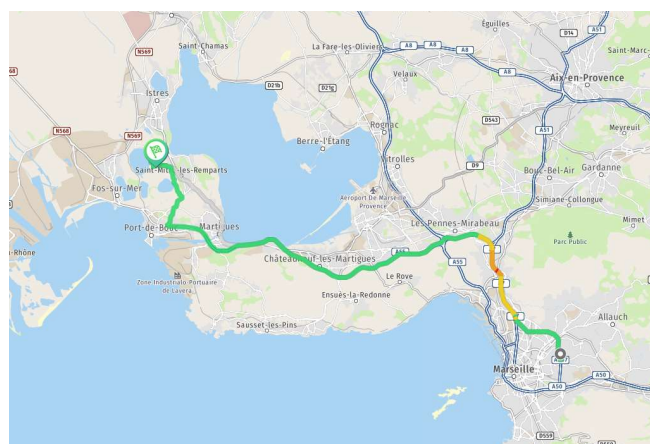 Éguilles
D14
A51
N569
Saint-Chamas
La Fare-les-Oliviers
A8
Saint-Marc-
N568
D21b
D21g
Velaux
A8
A8
Aix-en-Provence
Istres
Rognac
D543
A51
Meyreuil
N568
N569
Berre-l'Étang
Vitrolles
D9
Bouc-Bel-Air
Gardanne
Saint-Mitre-les-Remparts
Simiane-Collongue
Fos-sur-Mer
Aéroport De Marseille
Provence
Mimet
Les Pennes-Mirabeau
Port-de-Bouc
Martigues
Parc Public
u-Rhône
Châteauneuf-les-Martigues
A55
Zone Industrialo Portuaire
de Lavéra
Le Rove
Ensuès-la-Redonne
Allauch
Sausset-les-Pins
Marseille
A50
A50
D559